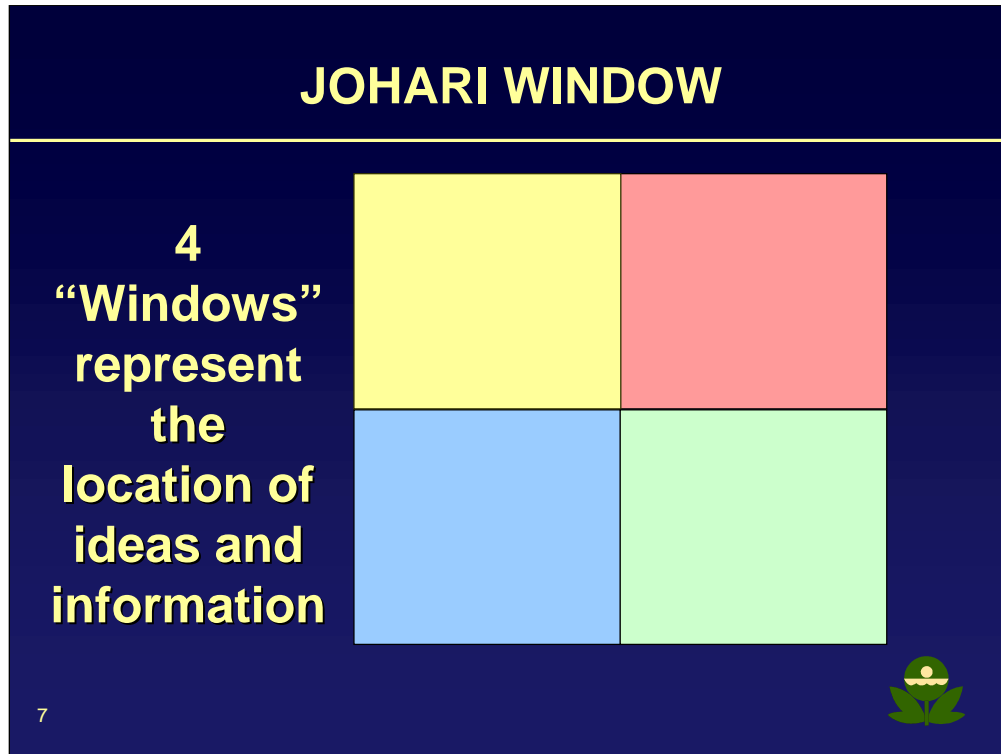 JOHARI WINDOW
4
“Windows”
represent
the
location of
ideas and
information
7